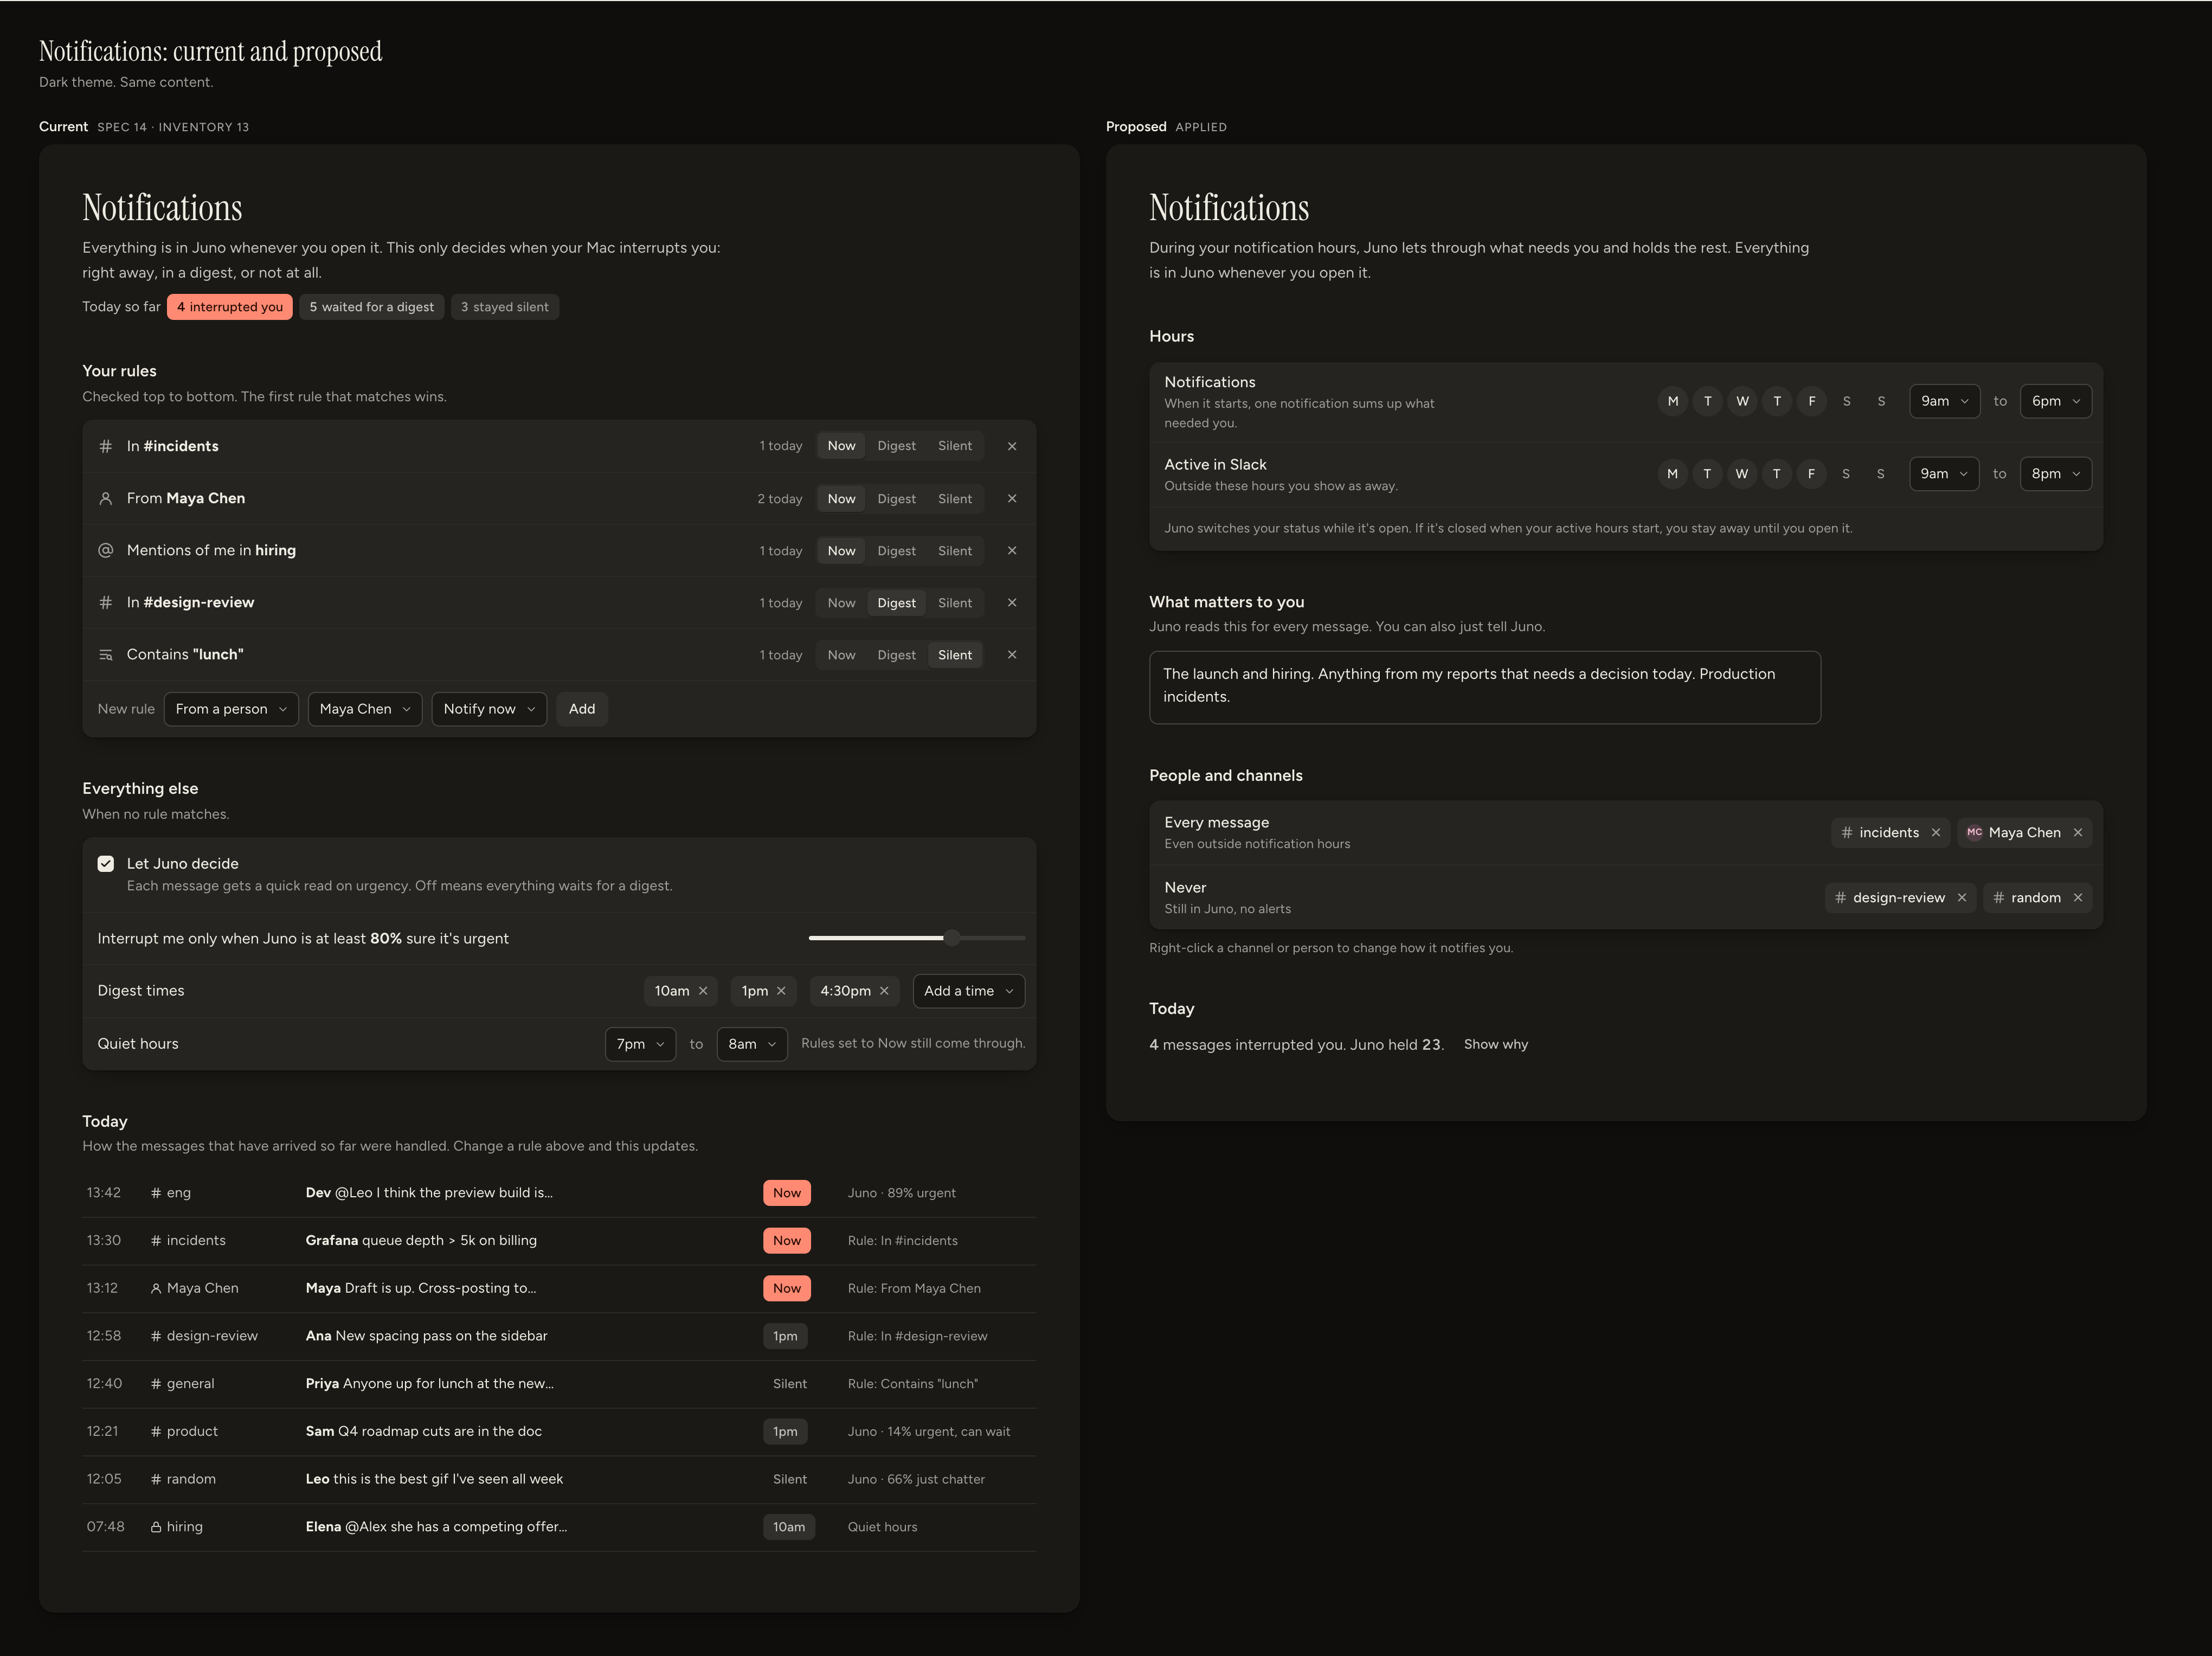 Notifications: current and proposed
Dark theme. Same content.
Current SPEC 14 · INVENTORY 13
Notifications
Everything is in Juno whenever you open it. This only decides when your Mac interrupts you:
right away, in a digest, or not at all.
Today so far 4 interrupted you 5 waited for a digest 3 stayed silent
Your rules
Checked top to bottom. The first rule that matches wins.
# In #incidents 1 today Now Digest Silent ×
From Maya Chen 2 today Now Digest Silent ×
@ Mentions of me in hiring 1 today Now Digest Silent ×
# In #design-review 1 today Now Digest Silent ×
Contains "lunch" 1 today Now Digest Silent ×
New rule From a person Maya Chen Notify now Add
Everything else
When no rule matches.
Let Juno decide
Each message gets a quick read on urgency. Off means everything waits for a digest.
Interrupt me only when Juno is at least 80% sure it's urgent
Digest times 10am × 1pm × 4:30pm × Add a time
Quiet hours 7pm to 8am Rules set to Now still come through.
Today
How the messages that have arrived so far were handled. Change a rule above and this updates.
13:42 # eng Dev @Leo I think the preview build is... Now Juno · 89% urgent
13:30 # incidents Grafana queue depth > 5k on billing Now Rule: In #incidents
13:12 Maya Chen Maya Draft is up. Cross-posting to... Now Rule: From Maya Chen
12:58 # design-review Ana New spacing pass on the sidebar 1pm Rule: In #design-review
12:40 # general Priya Anyone up for lunch at the new... Silent Rule: Contains "lunch"
12:21 # product Sam Q4 roadmap cuts are in the doc 1pm Juno · 14% urgent, can wait
12:05 # random Leo this is the best gif I've seen all week Silent Juno · 66% just chatter
07:48 hiring Elena @Alex she has a competing offer... 10am Quiet hours
Proposed APPLIED
Notifications
During your notification hours, Juno lets through what needs you and holds the rest. Everything
is in Juno whenever you open it.
Hours
Notifications
When it starts, one notification sums up what
needed you.
M T W T F S S 9am to 6pm
Active in Slack
Outside these hours you show as away.
M T W T F S S 9am to 8pm
Juno switches your status while it's open. If it's closed when your active hours start, you stay away until you open it.
What matters to you
Juno reads this for every message. You can also just tell Juno.
The launch and hiring. Anything from my reports that needs a decision today. Production
incidents.
People and channels
Every message
Even outside notification hours
# incidents × MC Maya Chen ×
Never
Still in Juno, no alerts
# design-review × # random ×
Right-click a channel or person to change how it notifies you.
Today
4 messages interrupted you. Juno held 23. Show why